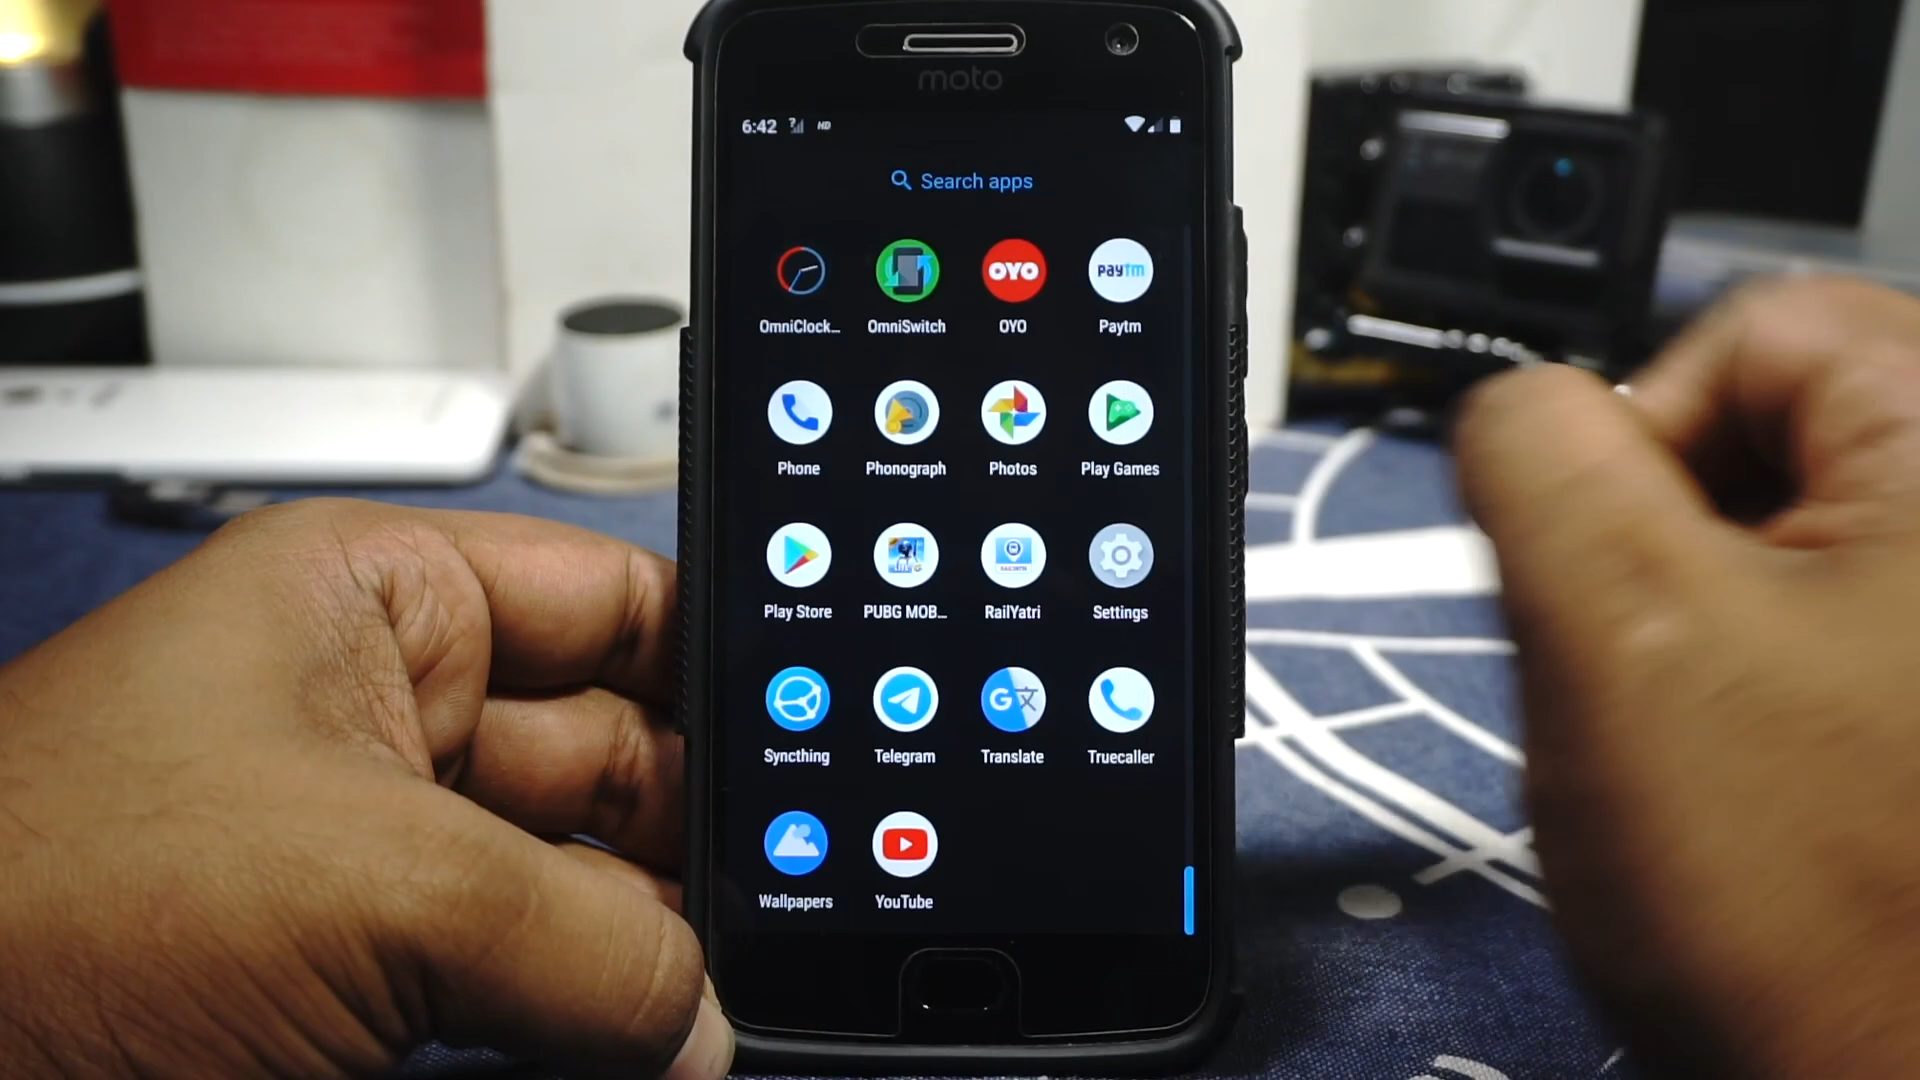 moto
6:42 ? HD
Search apps
OYO
paytm
OmniClock... OmniSwitch OYO Paytm
Phone Phonograph Photos Play Games
Play Store PUBG MOB... RailYatri Settings
G 文
Syncthing Telegram Translate Truecaller
Wallpapers YouTube